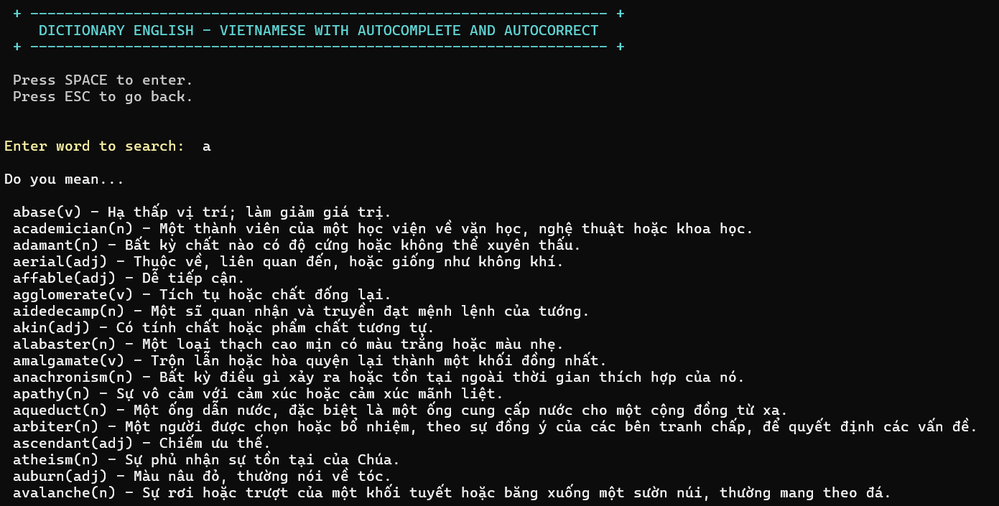 + ------------------------------------------------------------------- +
DICTIONARY ENGLISH - VIETNAMESE WITH AUTOCOMPLETE AND AUTOCORRECT
+ ------------------------------------------------------------------- +
Press SPACE to enter.
Press ESC to go back.
Enter word to search:  a
Do you mean...
abase(v) - Hạ thấp vị trí; làm giảm giá trị.
academician(n) - Một thành viên của một học viện về văn học, nghệ thuật hoặc khoa học.
adamant(n) - Bất kỳ chất nào có độ cứng hoặc không thể xuyên thấu.
aerial(adj) - Thuộc về, liên quan đến, hoặc giống như không khí.
affable(adj) - Dễ tiếp cận.
agglomerate(v) - Tích tụ hoặc chất đống lại.
aidedecamp(n) - Một sĩ quan nhận và truyền đạt mệnh lệnh của tướng.
akin(adj) - Có tính chất hoặc phẩm chất tương tự.
alabaster(n) - Một loại thạch cao mịn có màu trắng hoặc màu nhẹ.
amalgamate(v) - Trộn lẫn hoặc hòa quyện lại thành một khối đồng nhất.
anachronism(n) - Bất kỳ điều gì xảy ra hoặc tồn tại ngoài thời gian thích hợp của nó.
apathy(n) - Sự vô cảm với cảm xúc hoặc cảm xúc mãnh liệt.
aqueduct(n) - Một ống dẫn nước, đặc biệt là một ống cung cấp nước cho một cộng đồng từ xa.
arbiter(n) - Một người được chọn hoặc bổ nhiệm, theo sự đồng ý của các bên tranh chấp, để quyết định các vấn đề.
ascendant(adj) - Chiếm ưu thế.
atheism(n) - Sự phủ nhận sự tồn tại của Chúa.
auburn(adj) - Màu nâu đỏ, thường nói về tóc.
avalanche(n) - Sự rơi hoặc trượt của một khối tuyết hoặc băng xuống một sườn núi, thường mang theo đá.